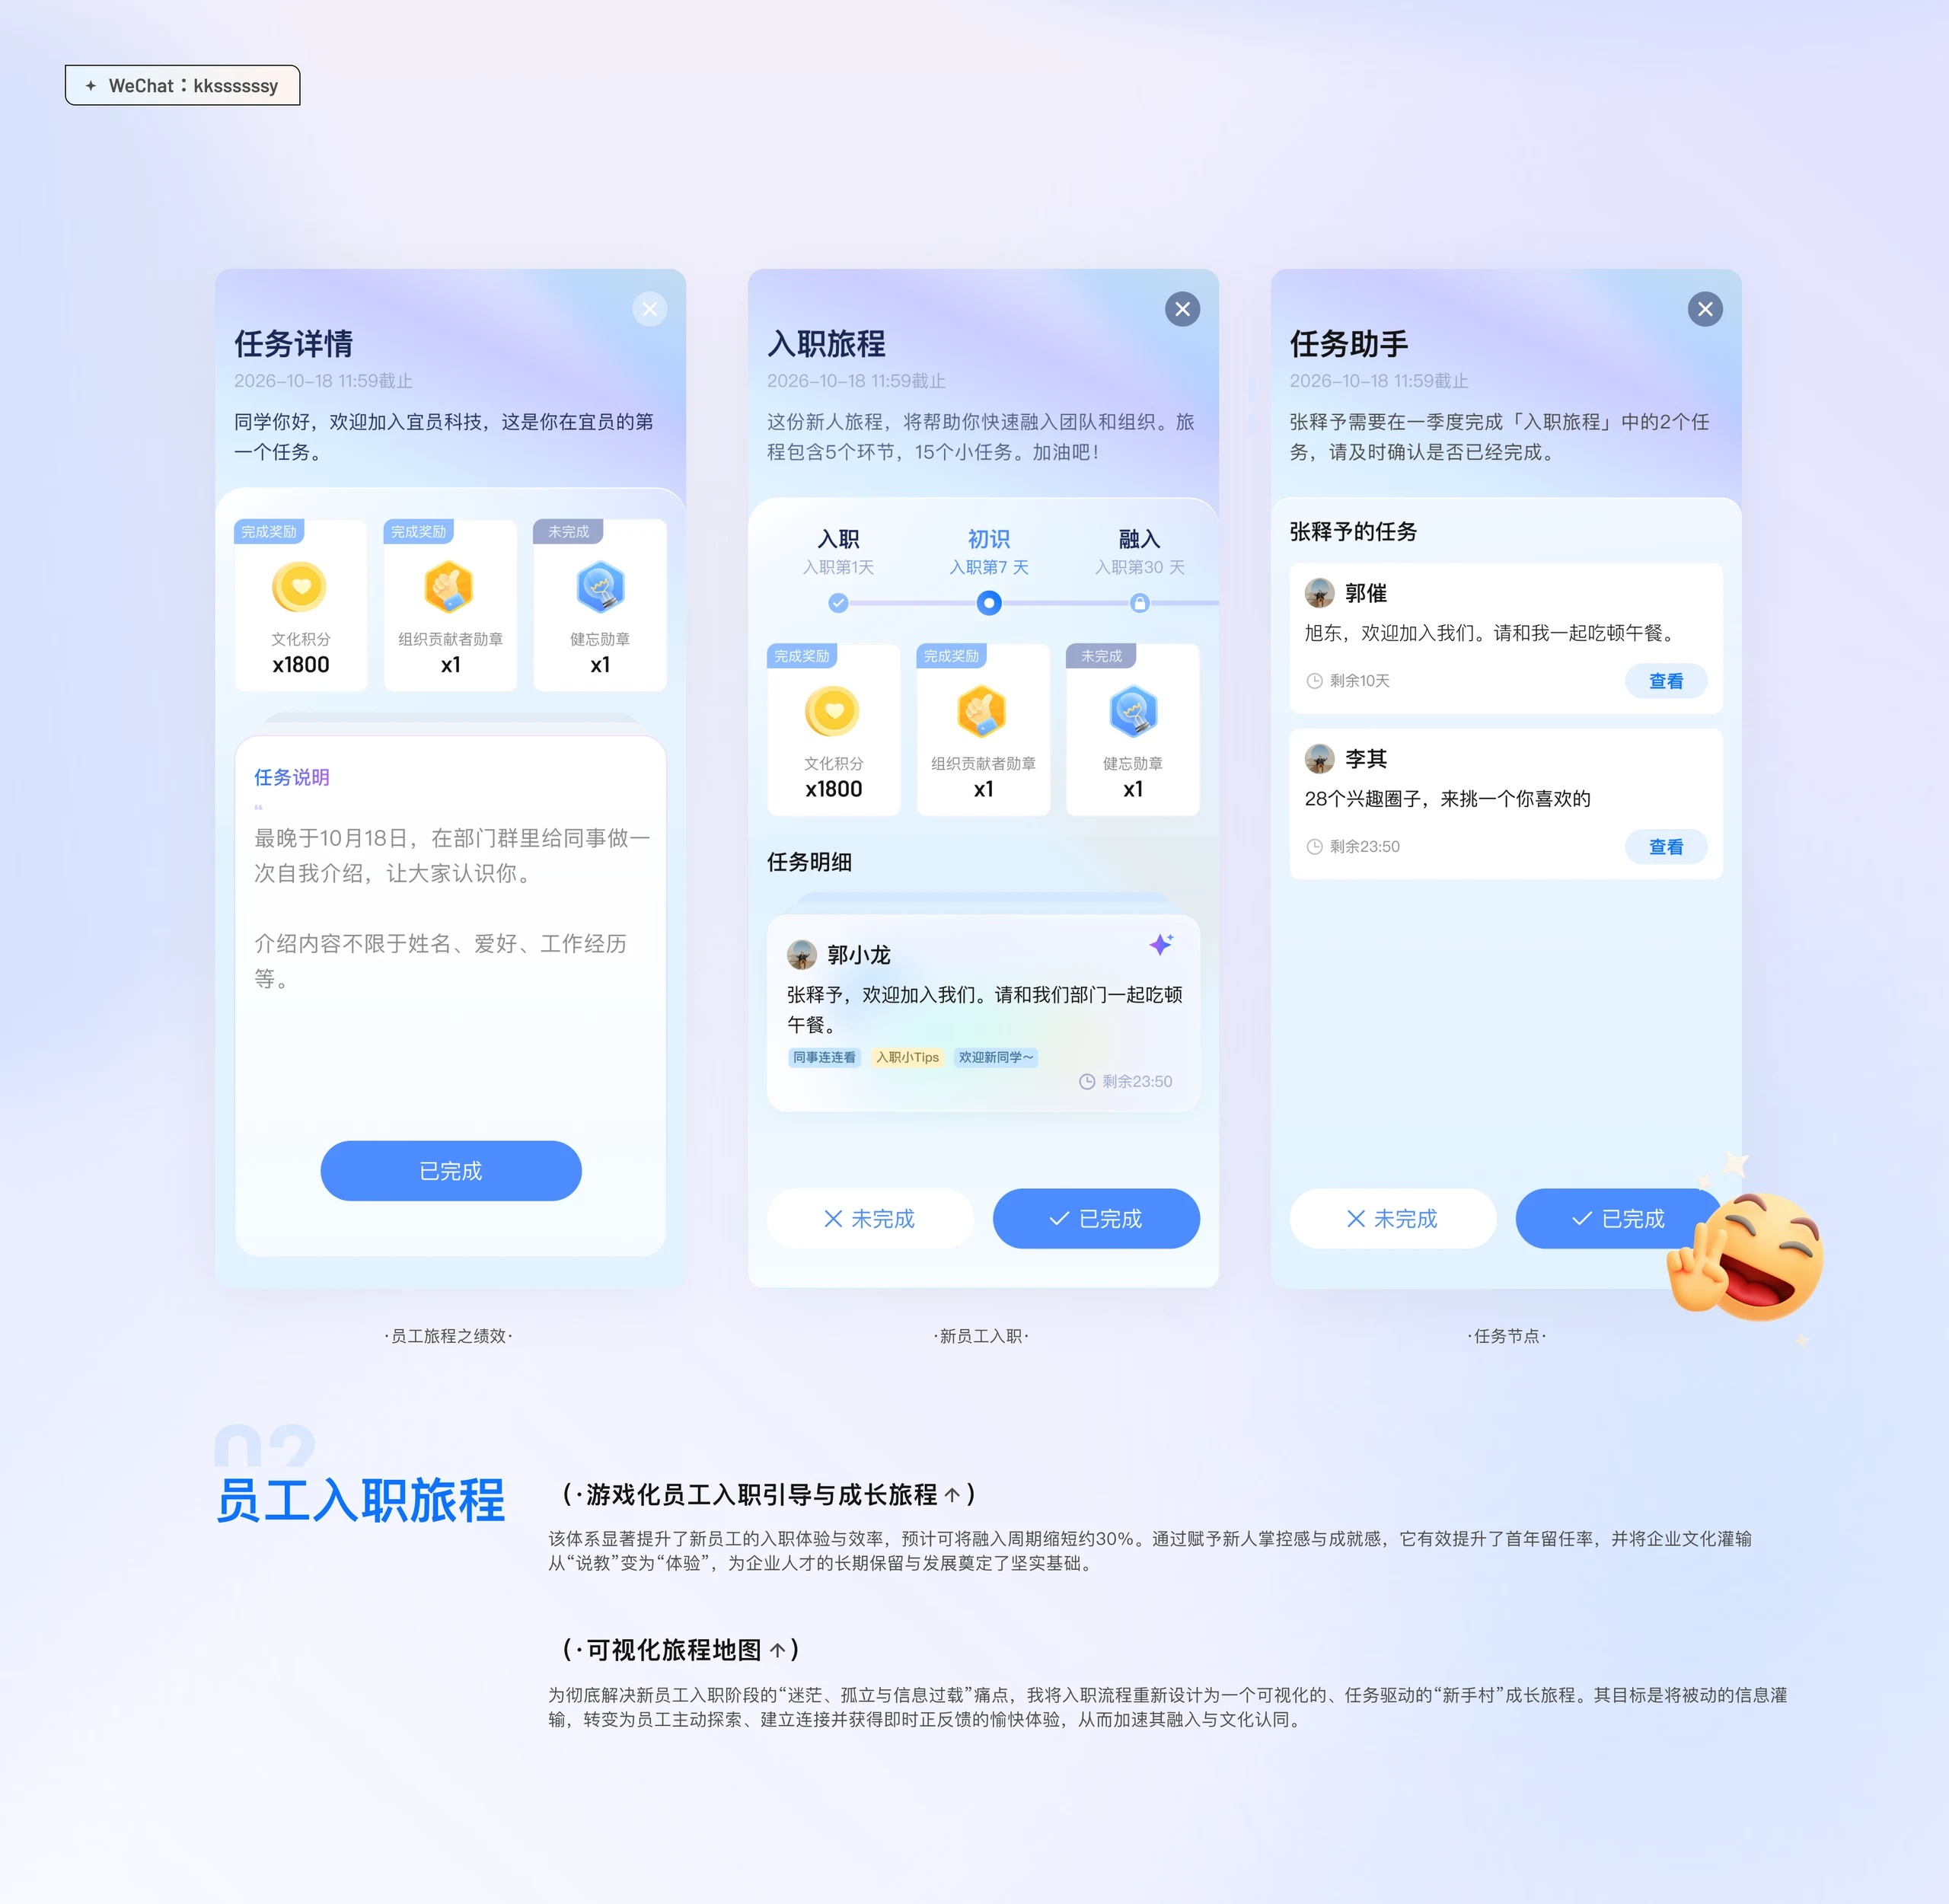 WeChat：kkssssssy
任务详情
2026-10-18 11:59截止
同学你好，欢迎加入宜员科技，这是你在宜员的第
一个任务。
完成奖励
完成奖励
未完成
文化积分
组织贡献者勋章
健忘勋章
x1800
x1
x1
任务说明
“
最晚于10月18日，在部门群里给同事做一
次自我介绍，让大家认识你。
介绍内容不限于姓名、爱好、工作经历
等。
已完成
·员工旅程之绩效·
入职旅程
2026-10-18 11:59截止
这份新人旅程，将帮助你快速融入团队和组织。旅
程包含5个环节，15个小任务。加油吧！
入职
初识
融入
入职第1天
入职第7 天
入职第30 天
完成奖励
完成奖励
未完成
文化积分
组织贡献者勋章
健忘勋章
x1800
x1
x1
任务明细
郭小龙
张释予，欢迎加入我们。请和我们部门一起吃顿
午餐。
同事连连看
入职小Tips
欢迎新同学～
剩余23:50
未完成
已完成
·新员工入职·
任务助手
2026-10-18 11:59截止
张释予需要在一季度完成「入职旅程」中的2个任
务，请及时确认是否已经完成。
张释予的任务
郭催
旭东，欢迎加入我们。请和我一起吃顿午餐。
剩余10天
查看
李其
28个兴趣圈子，来挑一个你喜欢的
剩余23:50
查看
未完成
已完成
·任务节点·
02
员工入职旅程
（·游戏化员工入职引导与成长旅程↑）
该体系显著提升了新员工的入职体验与效率，预计可将融入周期缩短约30%。通过赋予新人掌控感与成就感，它有效提升了首年留任率，并将企业文化灌输
从“说教”变为“体验”，为企业人才的长期保留与发展奠定了坚实基础。
（·可视化旅程地图↑）
为彻底解决新员工入职阶段的“迷茫、孤立与信息过载”痛点，我将入职流程重新设计为一个可视化的、任务驱动的“新手村”成长旅程。其目标是将被动的信息灌
输，转变为员工主动探索、建立连接并获得即时正反馈的愉快体验，从而加速其融入与文化认同。